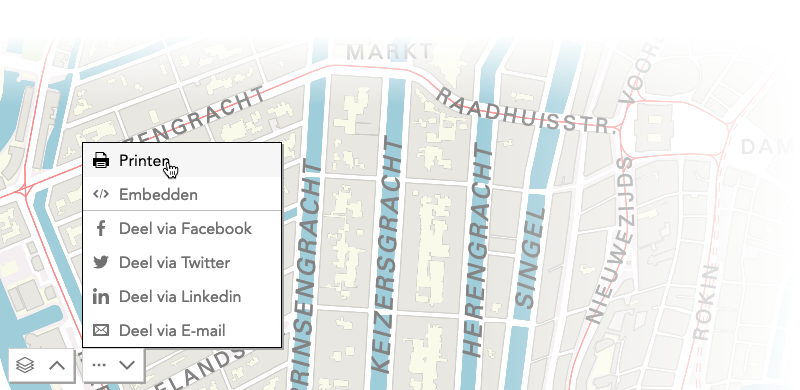 MARKT
RAADHUISSTR.
VOOR
DAM
ZENGRACHT
Printen
Embedden
Deel via Facebook
Deel via Twitter
Deel via Linkedin
Deel via E-mail
PRINSENGRACHT
KEIZERSGRACHT
HERENGRACHT
SINGEL
NIEUWEZIJDS
ROKIN
ELANDS